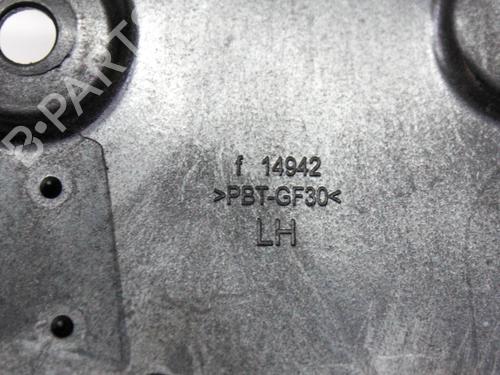 B-PARTS
f 14942
>PBT-GF30<
LH